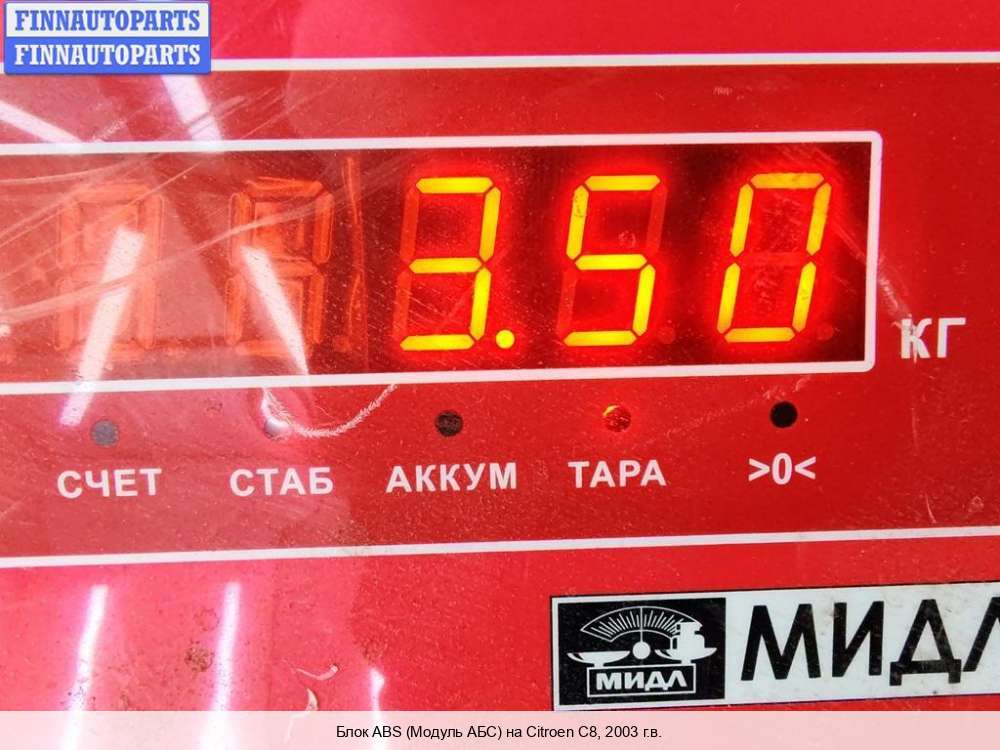 FINNAUTOPARTS
FINNAUTOPARTS
3.50
КГ
СЧЕТ СТАБ АККУМ ТАРА >0<
МИДЛ
МИДЛ
Блок ABS (Модуль АБС) на Citroen C8, 2003 г.в.